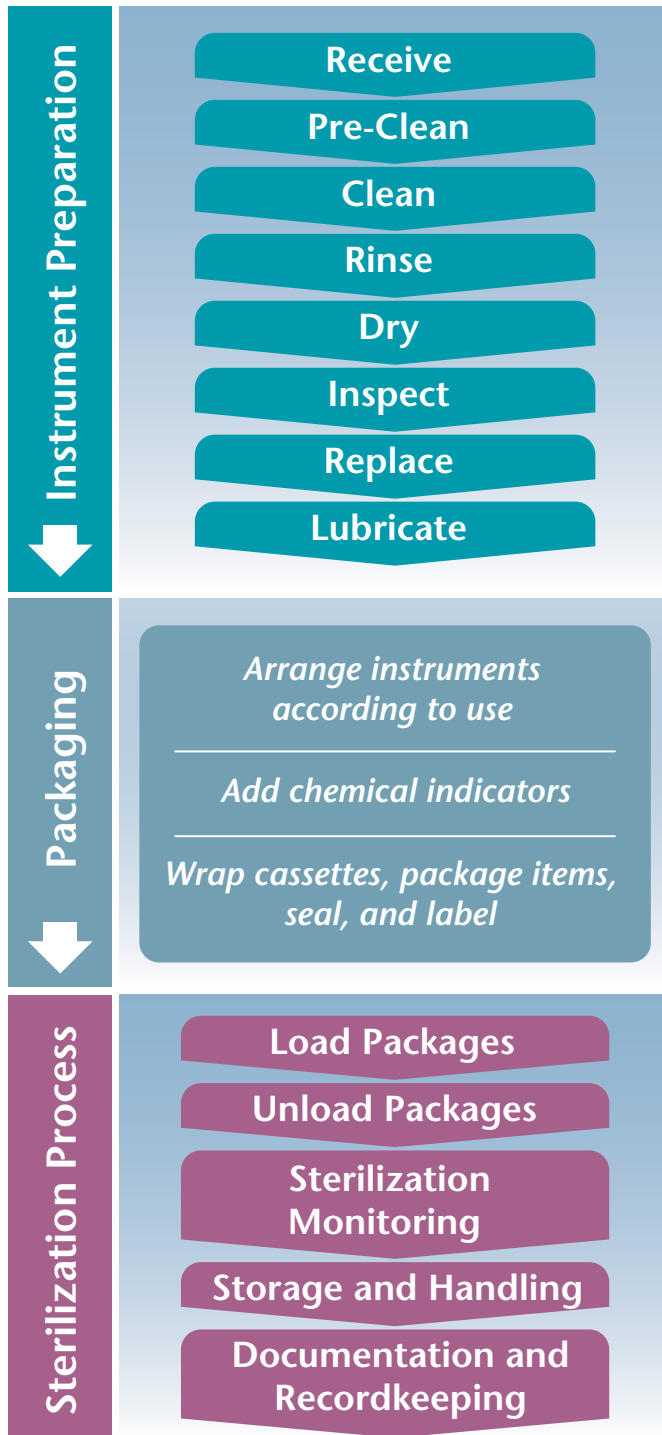 Instrument Preparation
Receive
Pre-Clean
Clean
Rinse
Dry
Inspect
Replace
Lubricate
Packaging
Arrange instruments
according to use
Add chemical indicators
Wrap cassettes, package items,
seal, and label
Sterilization Process
Load Packages
Unload Packages
Sterilization
Monitoring
Storage and Handling
Documentation and
Recordkeeping